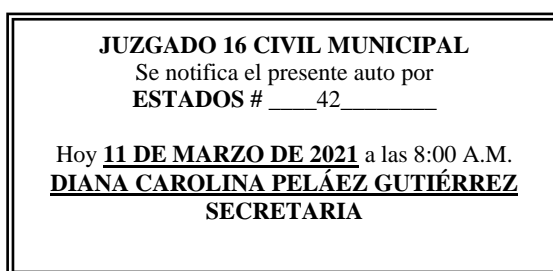 JUZGADO 16 CIVIL MUNICIPAL
Se notifica el presente auto por
ESTADOS # ____42________
Hoy 11 DE MARZO DE 2021 a las 8:00 A.M.
DIANA CAROLINA PELÁEZ GUTIÉRREZ
SECRETARIA